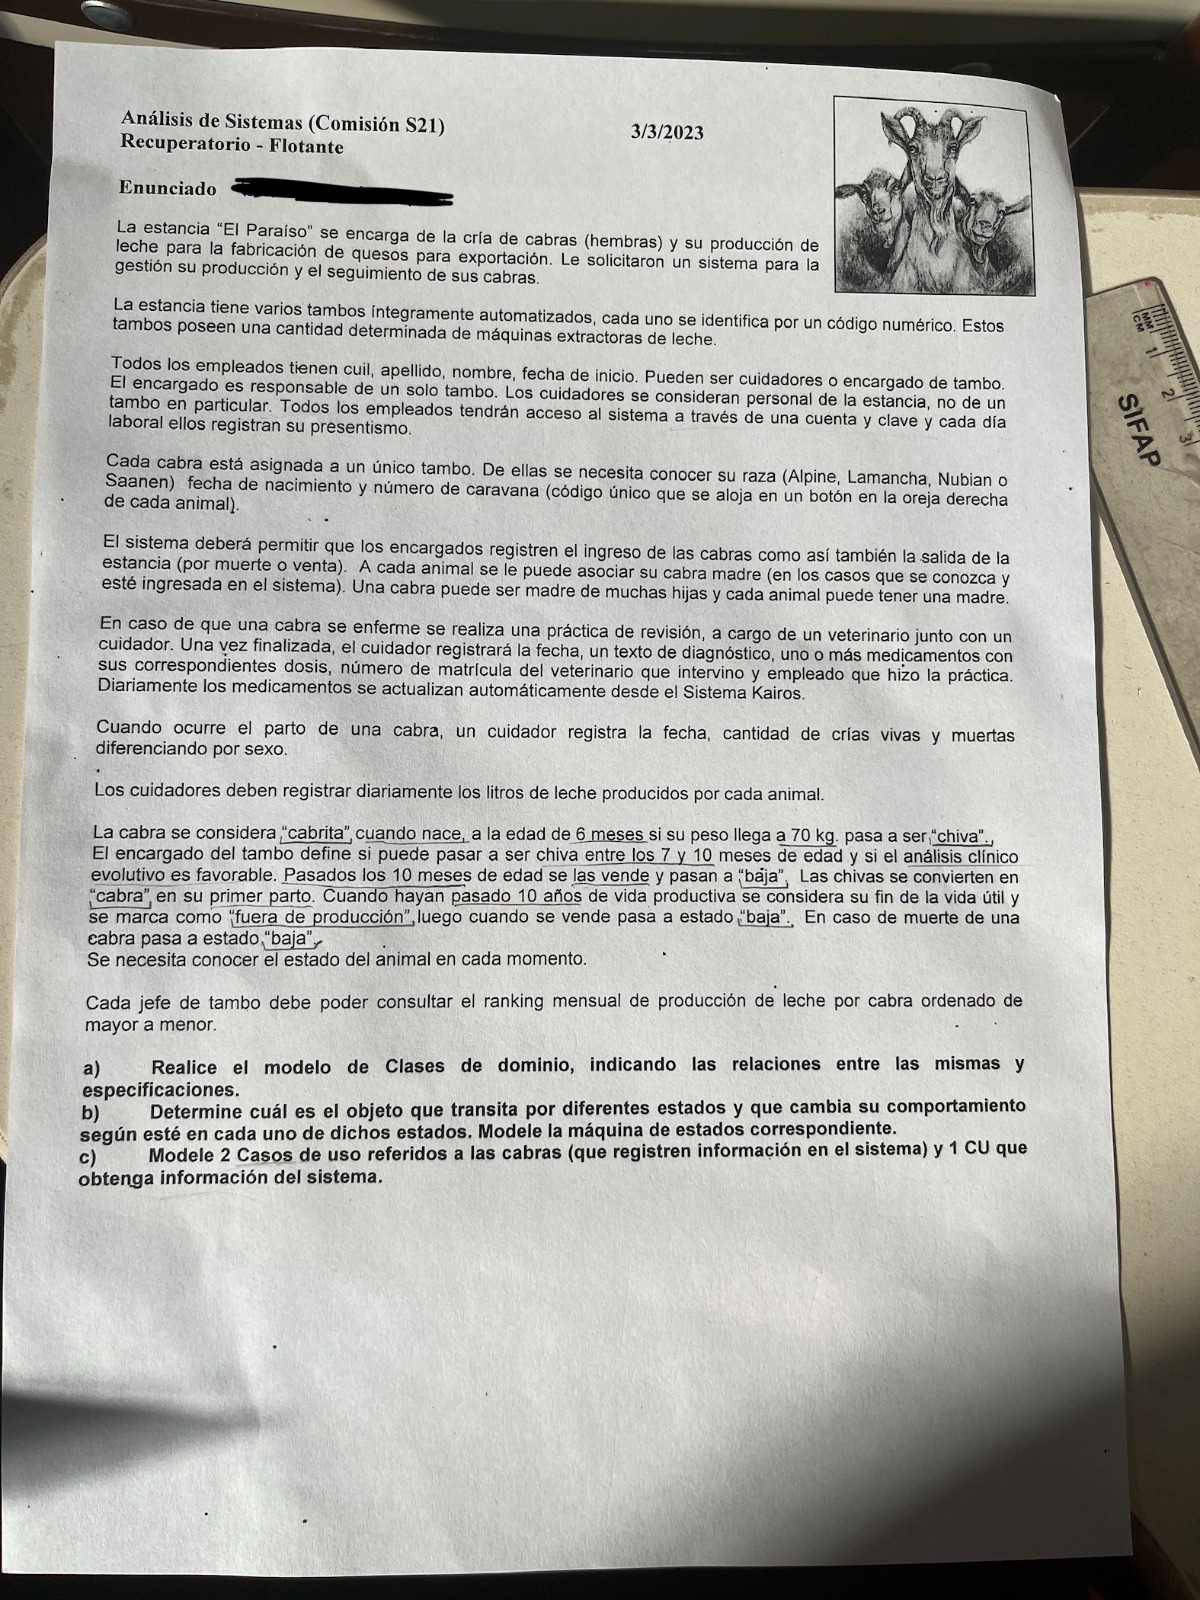 Análisis de Sistemas (Comisión S21)
3/3/2023
Recuperatorio - Flotante
Enunciado
La estancia "El Paraíso" se encarga de la cría de cabras (hembras) y su producción de
leche para la fabricación de quesos para exportación. Le solicitaron un sistema para la
gestión su producción y el seguimiento de sus cabras.
La estancia tiene varios tambos íntegramente automatizados, cada uno se identifica por un código numérico. Estos
tambos poseen una cantidad determinada de máquinas extractoras de leche.
Todos los empleados tienen cuil, apellido, nombre, fecha de inicio. Pueden ser cuidadores o encargado de tambo.
El encargado es responsable de un solo tambo. Los cuidadores se consideran personal de la estancia, no de un
tambo en particular. Todos los empleados tendrán acceso al sistema a través de una cuenta y clave y cada día
laboral ellos registran su presentismo.
Cada cabra está asignada a un único tambo. De ellas se necesita conocer su raza (Alpine, Lamancha, Nubian o
Saanen) fecha de nacimiento y número de caravana (código único que se aloja en un botón en la oreja derecha
de cada animal).
El sistema deberá permitir que los encargados registren el ingreso de las cabras como así también la salida de la
estancia (por muerte o venta). A cada animal se le puede asociar su cabra madre (en los casos que se conozca y
esté ingresada en el sistema). Una cabra puede ser madre de muchas hijas y cada animal puede tener una madre.
En caso de que una cabra se enferme se realiza una práctica de revisión, a cargo de un veterinario junto con un
cuidador. Una vez finalizada, el cuidador registrará la fecha, un texto de diagnóstico, uno o más medicamentos con
sus correspondientes dosis, número de matrícula del veterinario que intervino y empleado que hizo la práctica.
Diariamente los medicamentos se actualizan automáticamente desde el Sistema Kairos.
Cuando ocurre el parto de una cabra, un cuidador registra la fecha, cantidad de crías vivas y muertas
diferenciando por sexo.
Los cuidadores deben registrar diariamente los litros de leche producidos por cada animal.
La cabra se considera "cabrita" cuando nace, a la edad de 6 meses si su peso llega a 70 kg. pasa a ser "chiva".
El encargado del tambo define si puede pasar a ser chiva entre los 7 y 10 meses de edad y si el análisis clínico
evolutivo es favorable. Pasados los 10 meses de edad se las vende y pasan a "baja". Las chivas se convierten en
"cabra" en su primer parto. Cuando hayan pasado 10 años de vida productiva se considera su fin de la vida útil y
se marca como "fuera de producción", luego cuando se vende pasa a estado "baja". En caso de muerte de una
cabra pasa a estado "baja".
Se necesita conocer el estado del animal en cada momento.
Cada jefe de tambo debe poder consultar el ranking mensual de producción de leche por cabra ordenado de
mayor a menor.
a) Realice el modelo de Clases de dominio, indicando las relaciones entre las mismas y
especificaciones.
b) Determine cuál es el objeto que transita por diferentes estados y que cambia su comportamiento
según esté en cada uno de dichos estados. Modele la máquina de estados correspondiente.
c) Modele 2 Casos de uso referidos a las cabras (que registren información en el sistema) y 1 CU que
obtenga información del sistema.
MM
CM
1
2
3
SIFAP